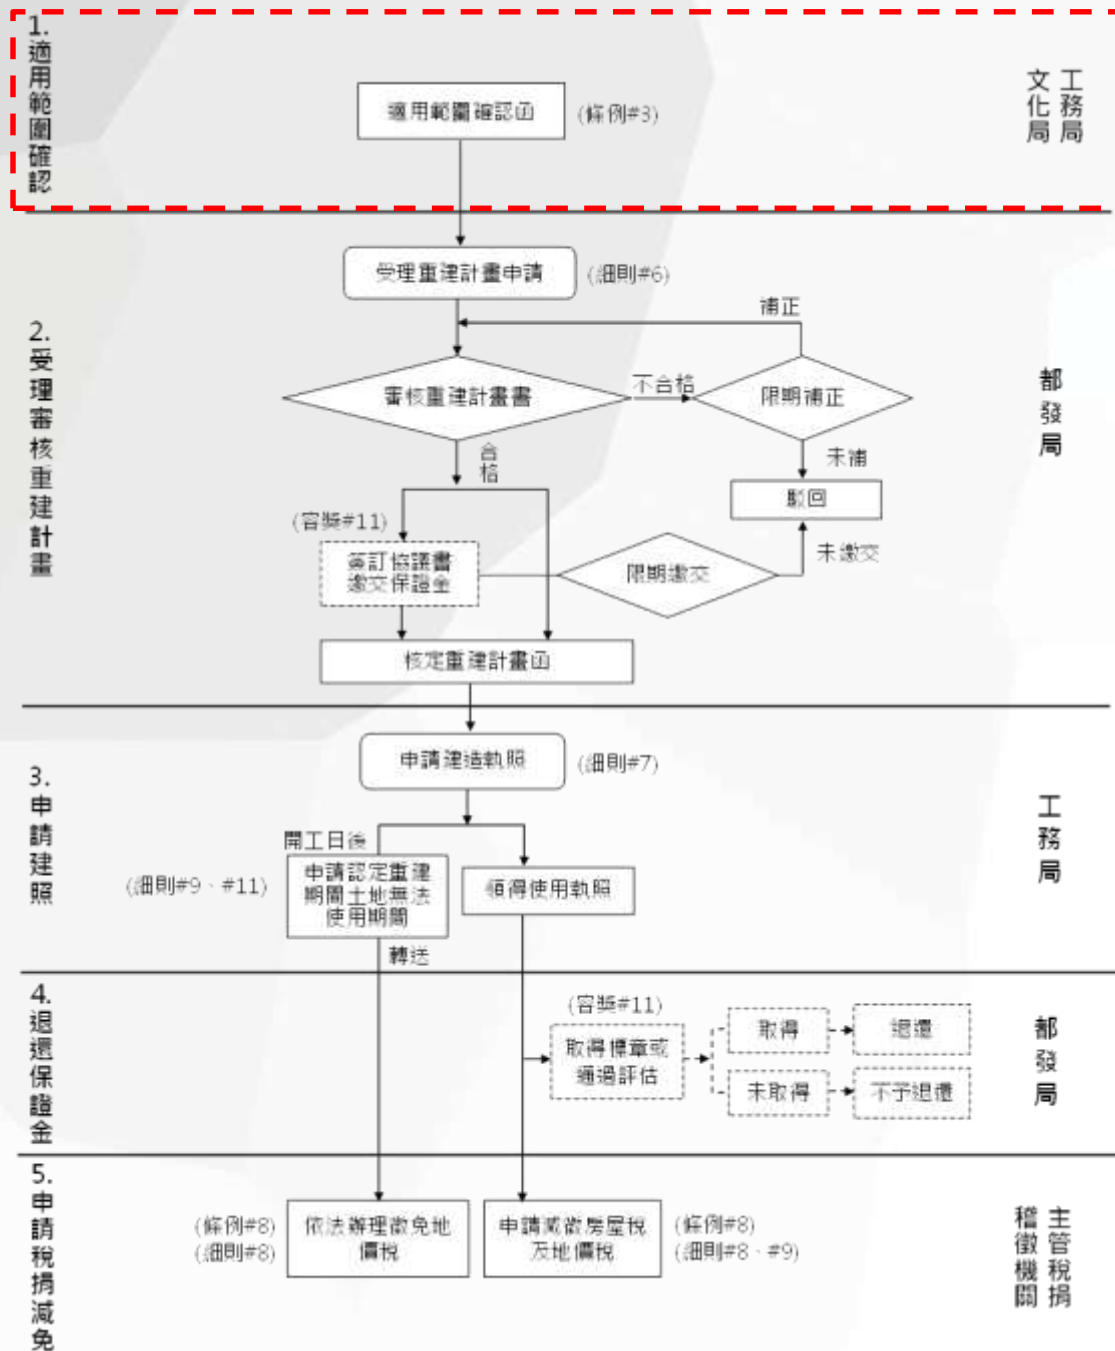 1.適用範圍確認
適用範圍確認函
(條例#3)
工務局
文化局
2.受理審核重建計畫
受理重建計畫申請
(細則#6)
補正
審核重建計畫書
不合格
限期補正
都發局
合格
未補
駁回
(容獎#11)
簽訂協議書
繳交保證金
限期繳交
未繳交
核定重建計畫函
3.申請建照
申請建造執照
(細則#7)
工務局
開工日後
(細則#9、#11)
申請認定重建
期間土地無法
使用期間
領得使用執照
轉送
4.退還保證金
(容獎#11)
取得標章或
通過評估
取得
退還
未取得
不予退還
都發局
5.申請稅捐減免
(條例#8)
(細則#8)
依法辦理徵免地
價稅
申請減徵房屋稅
及地價稅
(條例#8)
(細則#8、#9)
主管稅捐
稽徵機關